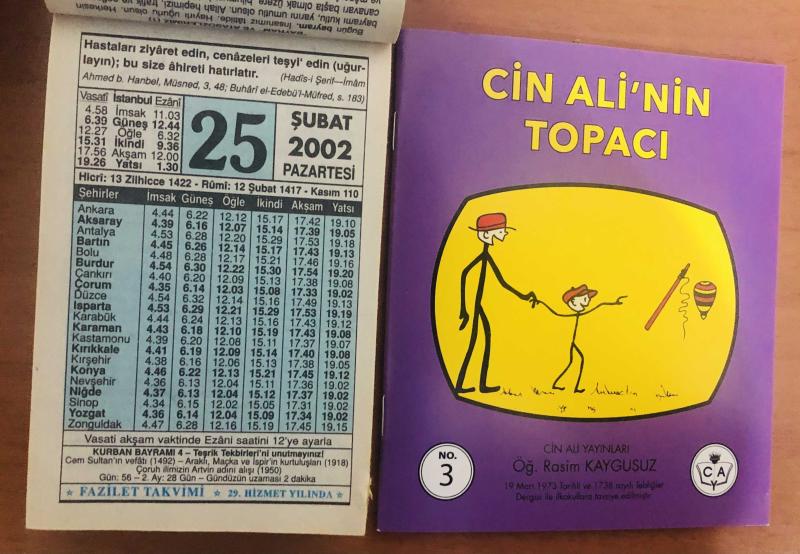 Hastaları ziyâret edin, cenâzeleri teşyi' edin (uğur-
layın); bu size âhireti hatırlatır. (Hadîs-i Şerif—İmâm
Ahmed b. Hanbel, Müsned, 3, 48; Buhârî el-Edebü'l-Müfred, s. 183)
Vasatî İstanbul Ezânî
4.58 İmsak 11.03
6.39 Güneş 12.44
12.27 Öğle 6.32
15.31 İkindi 9.36
17.56 Akşam 12.00
19.26 Yatsı 1.30
25
ŞUBAT
2002
PAZARTESİ
Hicrî: 13 Zilhicce 1422 - Rûmî: 12 Şubat 1417 - Kasım 110
Şehirler İmsak Güneş Öğle İkindi Akşam Yatsı
Ankara 4.44 6.22 12.12 15.17 17.42 19.10
Aksaray 4.39 6.16 12.07 15.14 17.39 19.05
Antalya 4.53 6.28 12.20 15.29 17.53 19.18
Bartın 4.45 6.26 12.14 15.17 17.43 19.13
Bolu 4.48 6.28 12.17 15.21 17.46 19.16
Burdur 4.54 6.30 12.22 15.30 17.54 19.20
Çankırı 4.40 6.20 12.09 15.13 17.38 19.08
Çorum 4.35 6.14 12.03 15.08 17.33 19.02
Düzce 4.54 6.32 12.14 15.16 17.49 19.13
Isparta 4.53 6.29 12.21 15.29 17.53 19.19
Karabük 4.44 6.24 12.13 15.16 17.43 19.12
Karaman 4.43 6.18 12.10 15.19 17.43 19.08
Kastamonu 4.39 6.20 12.08 15.11 17.37 19.07
Kırıkkale 4.41 6.19 12.09 15.14 17.40 19.08
Kırşehir 4.38 6.16 12.06 15.13 17.38 19.05
Konya 4.46 6.22 12.13 15.21 17.45 19.12
Nevşehir 4.36 6.13 12.04 15.11 17.36 19.02
Niğde 4.37 6.13 12.04 15.12 17.37 19.02
Sinop 4.34 6.15 12.02 15.05 17.31 19.02
Yozgat 4.36 6.14 12.04 15.09 17.34 19.02
Zonguldak 4.47 6.28 12.16 15.19 17.45 19.15
Vasati akşam vaktinde Ezâni saatini 12'ye ayarla
KURBAN BAYRAMI 4 – Teşrik Tekbirleri'ni unutmayınız!
Cem Sultan'ın vefâtı (1492) – Araklı, Maçka ve İspir'in kurtuluşları (1918)
Çoruh ilimizin Artvin adını alışı (1950)
Gün: 56 – 2. Ay: 28 Gün – Gündüzün uzaması 2 dakika
FAZİLET TAKVİMİ 29. HİZMET YILINDA
CİN ALİ'NİN
TOPACI
NO.
3
CİN ALİ YAYINLARI
Öğ. Rasim KAYGUSUZ
19 Mart 1973 Tarihli ve 1738 sayılı Tebliğler
Dergisi ile ilkokullara tavsiye edilmiştir.
C A